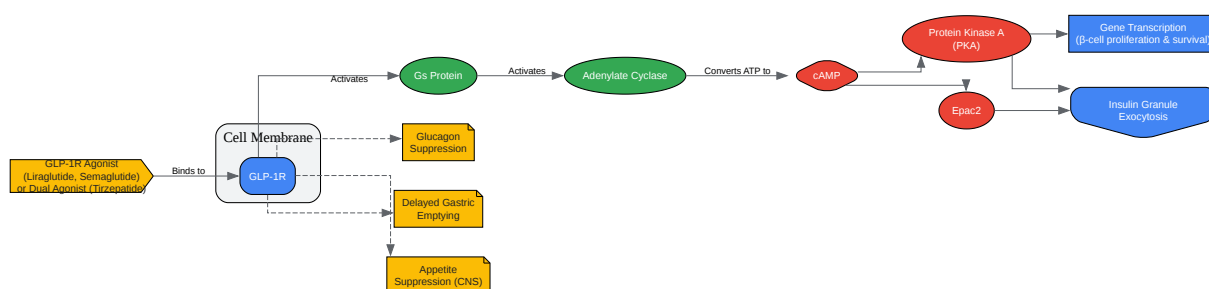 GLP-1R Agonist
(Liraglutide, Semaglutide)
or Dual Agonist (Tirzepatide)
Binds to
Cell Membrane
GLP-1R
Activates
Gs Protein
Activates
Adenylate Cyclase
Converts ATP to
cAMP
Protein Kinase A
(PKA)
Epac2
Gene Transcription
(β-cell proliferation & survival)
Insulin Granule
Exocytosis
Glucagon
Suppression
Delayed Gastric
Emptying
Appetite
Suppression (CNS)